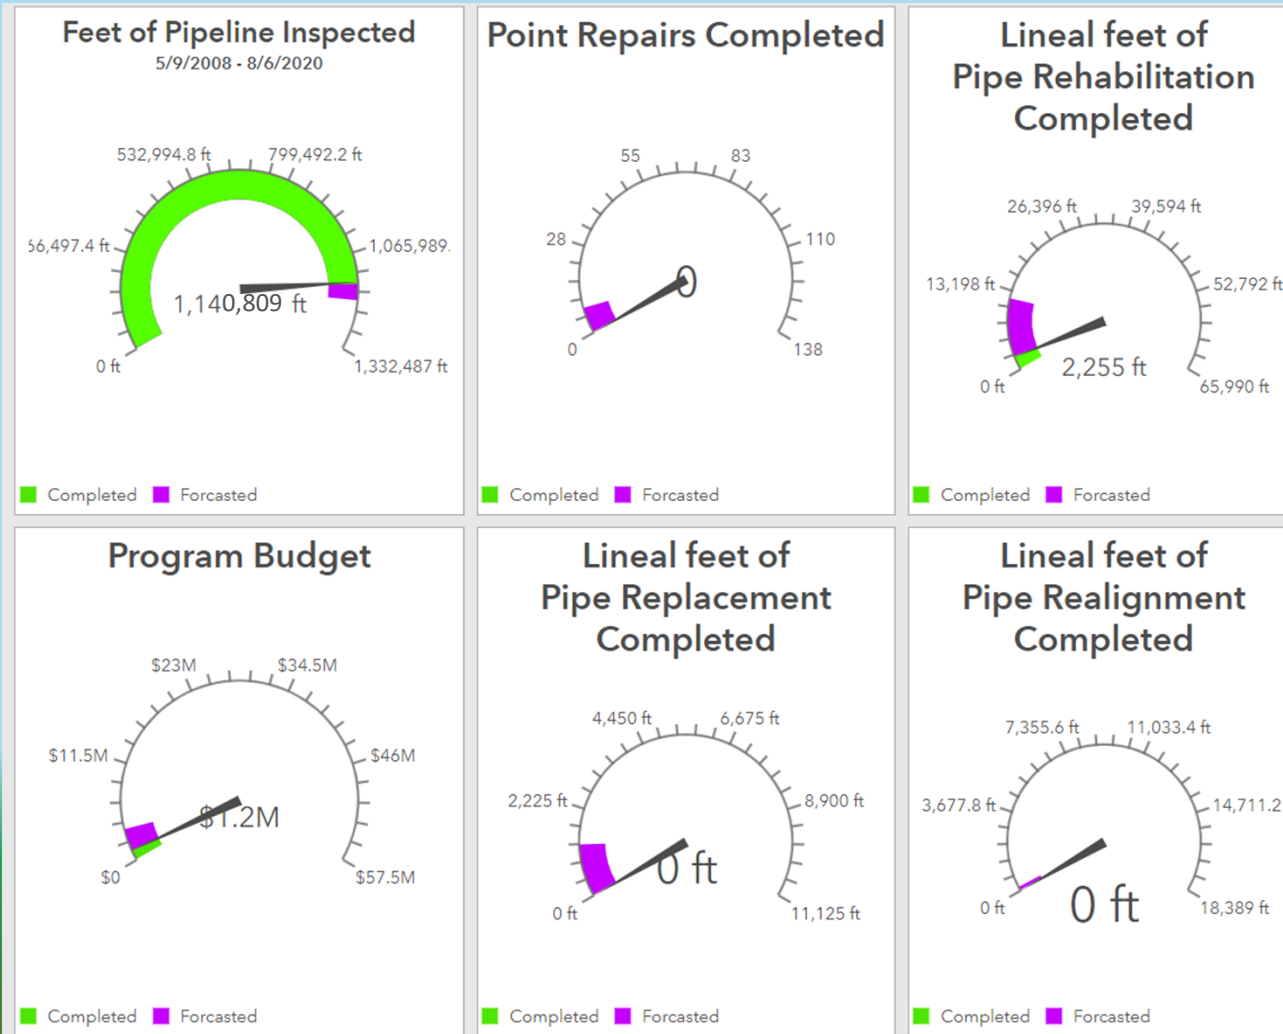 Feet of Pipeline Inspected
5/9/2008 - 8/6/2020
532,994.8 ft
799,492.2 ft
66,497.4 ft
1,065,989.
1,140,809 ft
0 ft
1,332,487 ft
Completed
Forcasted
Point Repairs Completed
55
83
28
110
0
0
138
Completed
Forcasted
Lineal feet of
Pipe Rehabilitation
Completed
26,396 ft
39,594 ft
13,198 ft
52,792 ft
2,255 ft
0 ft
65,990 ft
Completed
Forcasted
Program Budget
$23M
$34.5M
$11.5M
$46M
$1.2M
$0
$57.5M
Completed
Forcasted
Lineal feet of
Pipe Replacement
Completed
4,450 ft
6,675 ft
2,225 ft
8,900 ft
0 ft
0 ft
11,125 ft
Completed
Forcasted
Lineal feet of
Pipe Realignment
Completed
7,355.6 ft
11,033.4 ft
3,677.8 ft
14,711.2
0 ft
0 ft
18,389 ft
Completed
Forcasted